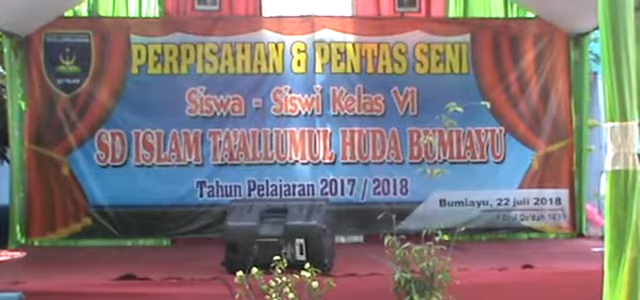 PERPISAHAN & PENTAS SENI
Siswa - Siswi Kelas VI
SD ISLAM TA'ALLUMUL HUDA BUMIAYU
Tahun Pelajaran 2017 / 2018
Bumiayu, 22 juli 2018